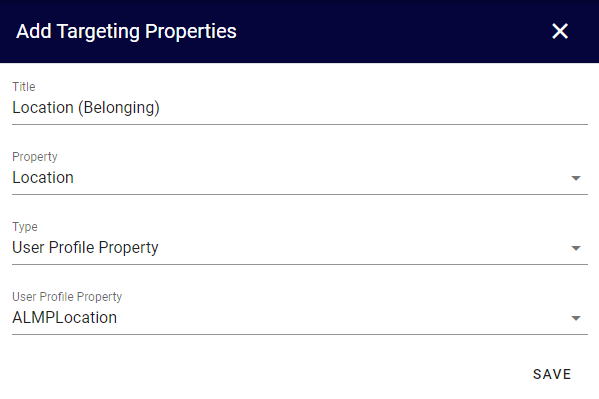 Add Targeting Properties
Title
Location (Belonging)
Property
Location
Type
User Profile Property
User Profile Property
ALMPLocation
SAVE